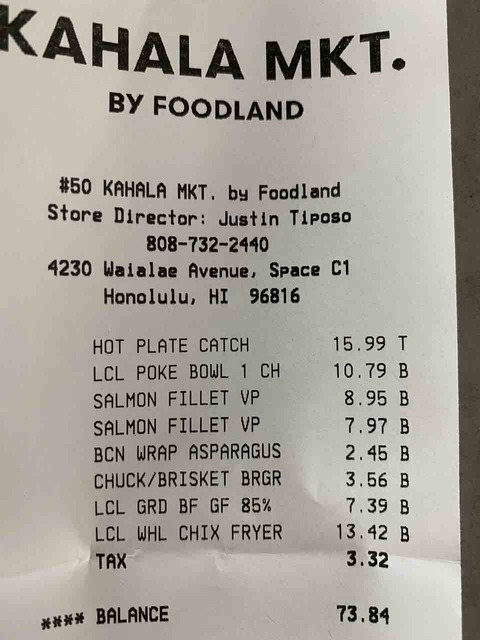 KAHALA MKT.
BY FOODLAND
#50 KAHALA MKT. by Foodland
Store Director: Justin Tiposo
808-732-2440
4230 Waialae Avenue, Space C1
Honolulu, HI 96816
HOT PLATE CATCH 15.99 T
LCL POKE BOWL 1 CH 10.79 B
SALMON FILLET VP 8.95 B
SALMON FILLET VP 7.97 B
BCN WRAP ASPARAGUS 2.45 B
CHUCK/BRISKET BRGR 3.56 B
LCL GRD BF GF 85% 7.39 B
LCL WHL CHIX FRYER 13.42 B
TAX 3.32
**** BALANCE 73.84